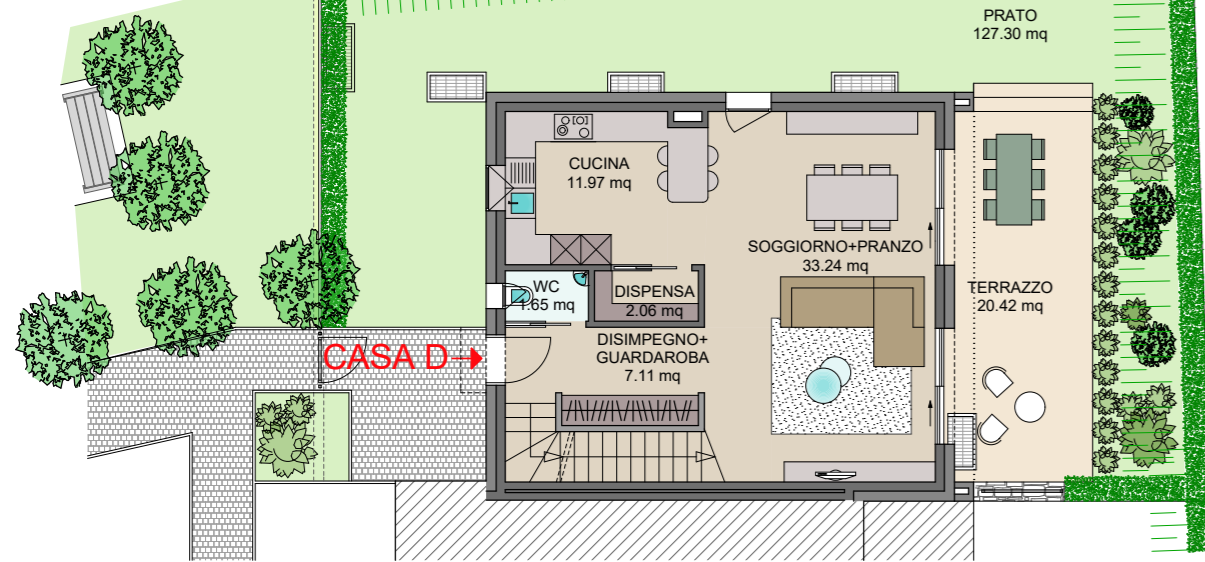 PRATO
127.30 mq
CUCINA
11.97 mq
SOGGIORNO+PRANZO
33.24 mq
TERRAZZO
20.42 mq
WC
1.65 mq
DISPENSA
2.06 mq
DISIMPEGNO+
GUARDAROBA
7.11 mq
CASA D